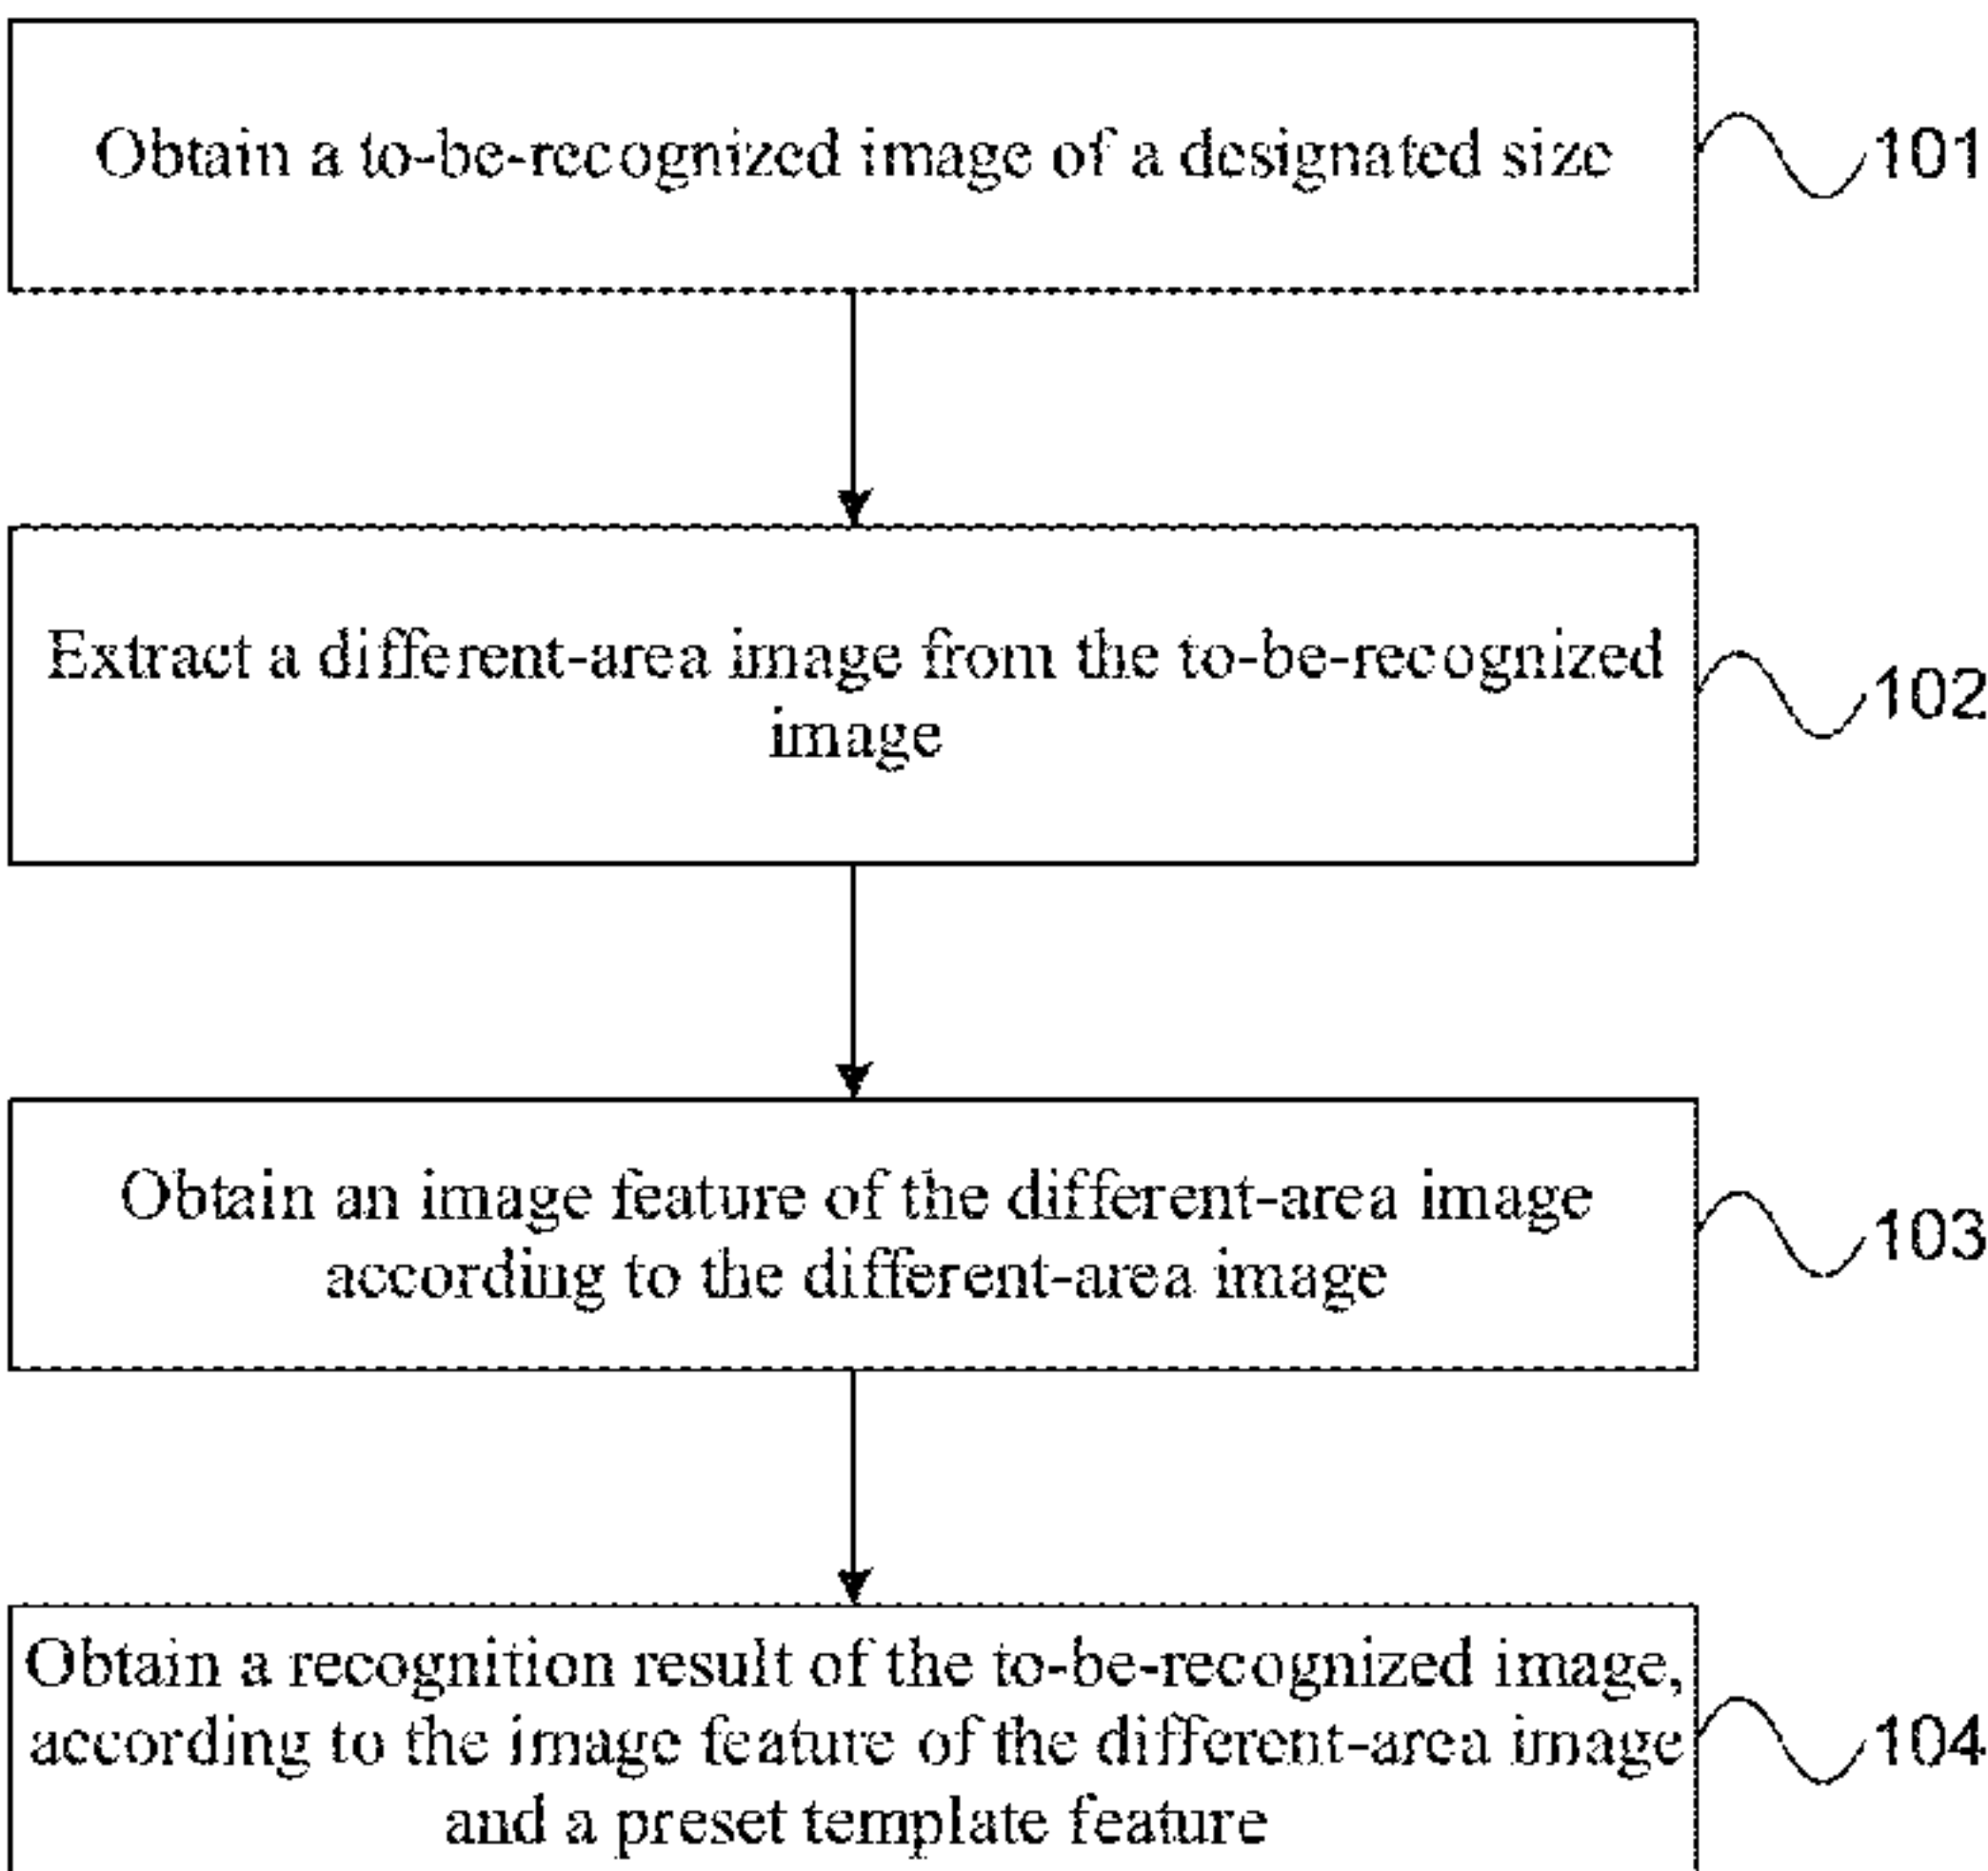 Obtain a to-be-recognized image of a designated size
101
Extract a different-area image from the to-be-recognized
image
102
Obtain an image feature of the different-area image
according to the different-area image
103
Obtain a recognition result of the to-be-recognized image,
according to the image feature of the different-area image
and a preset template feature
104